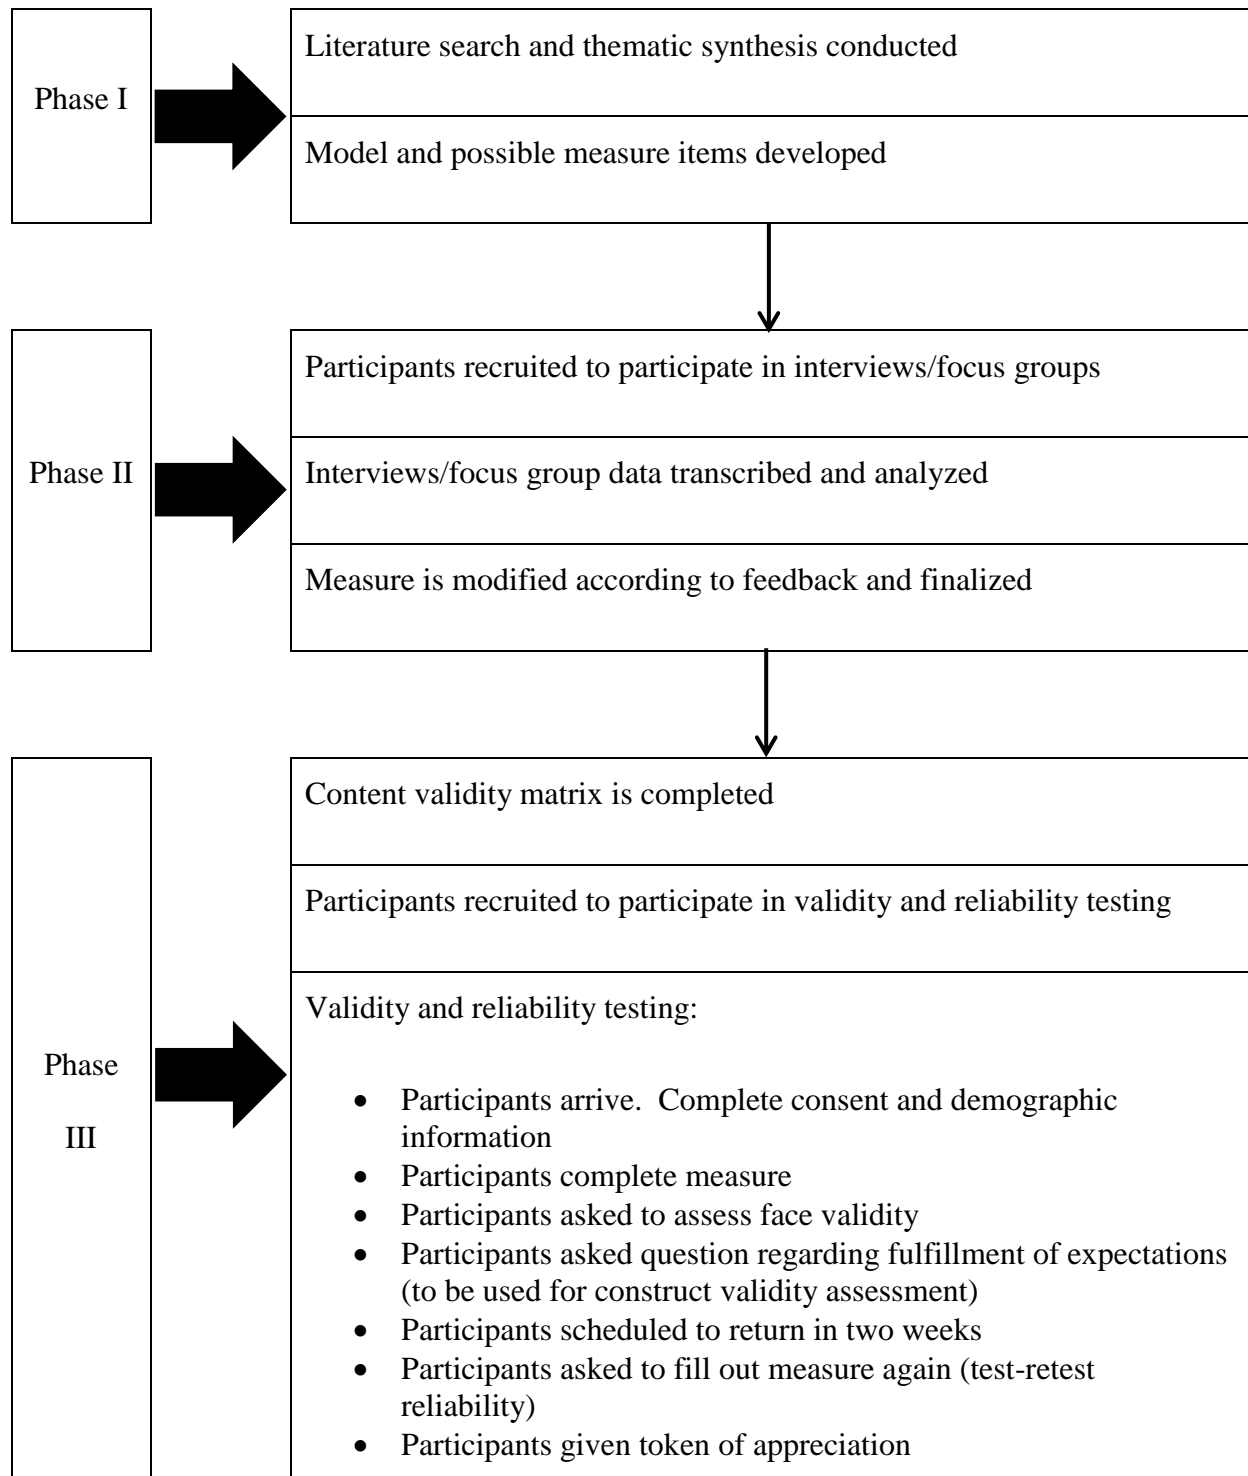 Phase I
Literature search and thematic synthesis conducted
Model and possible measure items developed
Phase II
Participants recruited to participate in interviews/focus groups
Interviews/focus group data transcribed and analyzed
Measure is modified according to feedback and finalized
Phase
III
Content validity matrix is completed
Participants recruited to participate in validity and reliability testing
Validity and reliability testing:
• Participants arrive.  Complete consent and demographic
information
• Participants complete measure
• Participants asked to assess face validity
• Participants asked question regarding fulfillment of expectations
(to be used for construct validity assessment)
• Participants scheduled to return in two weeks
• Participants asked to fill out measure again (test-retest
reliability)
• Participants given token of appreciation